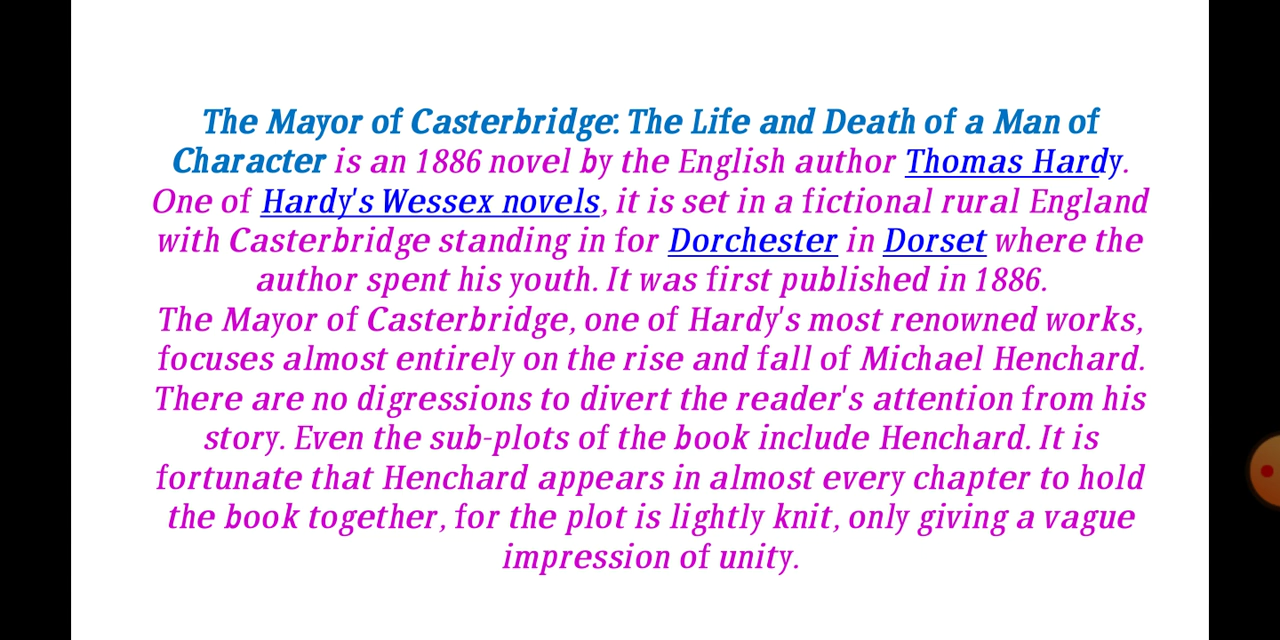 The Mayor of Casterbridge: The Life and Death of a Man of
Character is an 1886 novel by the English author Thomas Hardy.
One of Hardy's Wessex novels, it is set in a fictional rural England
with Casterbridge standing in for Dorchester in Dorset where the
author spent his youth. It was first published in 1886.
The Mayor of Casterbridge, one of Hardy's most renowned works,
focuses almost entirely on the rise and fall of Michael Henchard.
There are no digressions to divert the reader's attention from his
story. Even the sub-plots of the book include Henchard. It is
fortunate that Henchard appears in almost every chapter to hold
the book together, for the plot is lightly knit, only giving a vague
impression of unity.